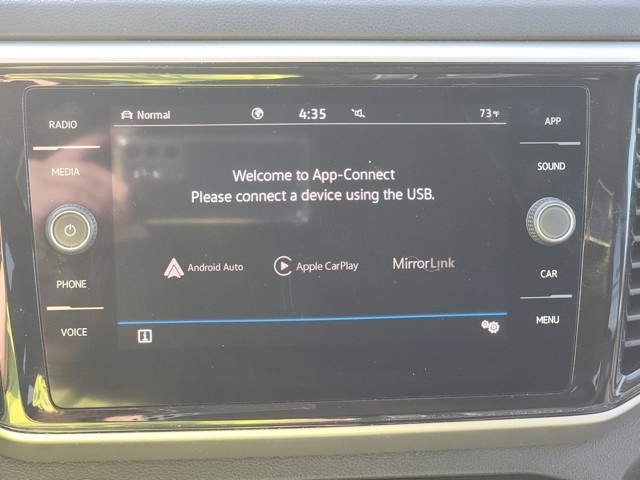 RADIO
MEDIA
PHONE
VOICE
Normal 4:35 73°F
Welcome to App-Connect
Please connect a device using the USB.
Android Auto Apple CarPlay MirrorLink
i
APP
SOUND
CAR
MENU